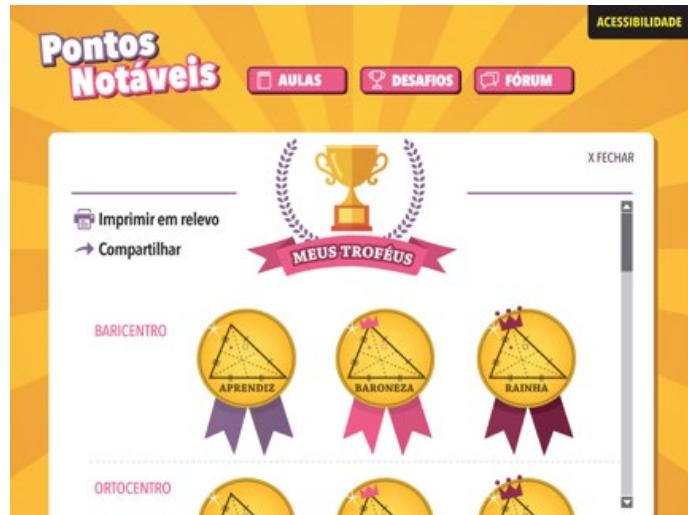 ACESSIBILIDADE
Pontos
Notáveis
AULAS
DESAFIOS
FÓRUM
X FECHAR
Imprimir em relevo
Compartilhar
MEUS TROFÉUS
BARICENTRO
APRENDIZ
BARONEZA
RAINHA
ORTOCENTRO